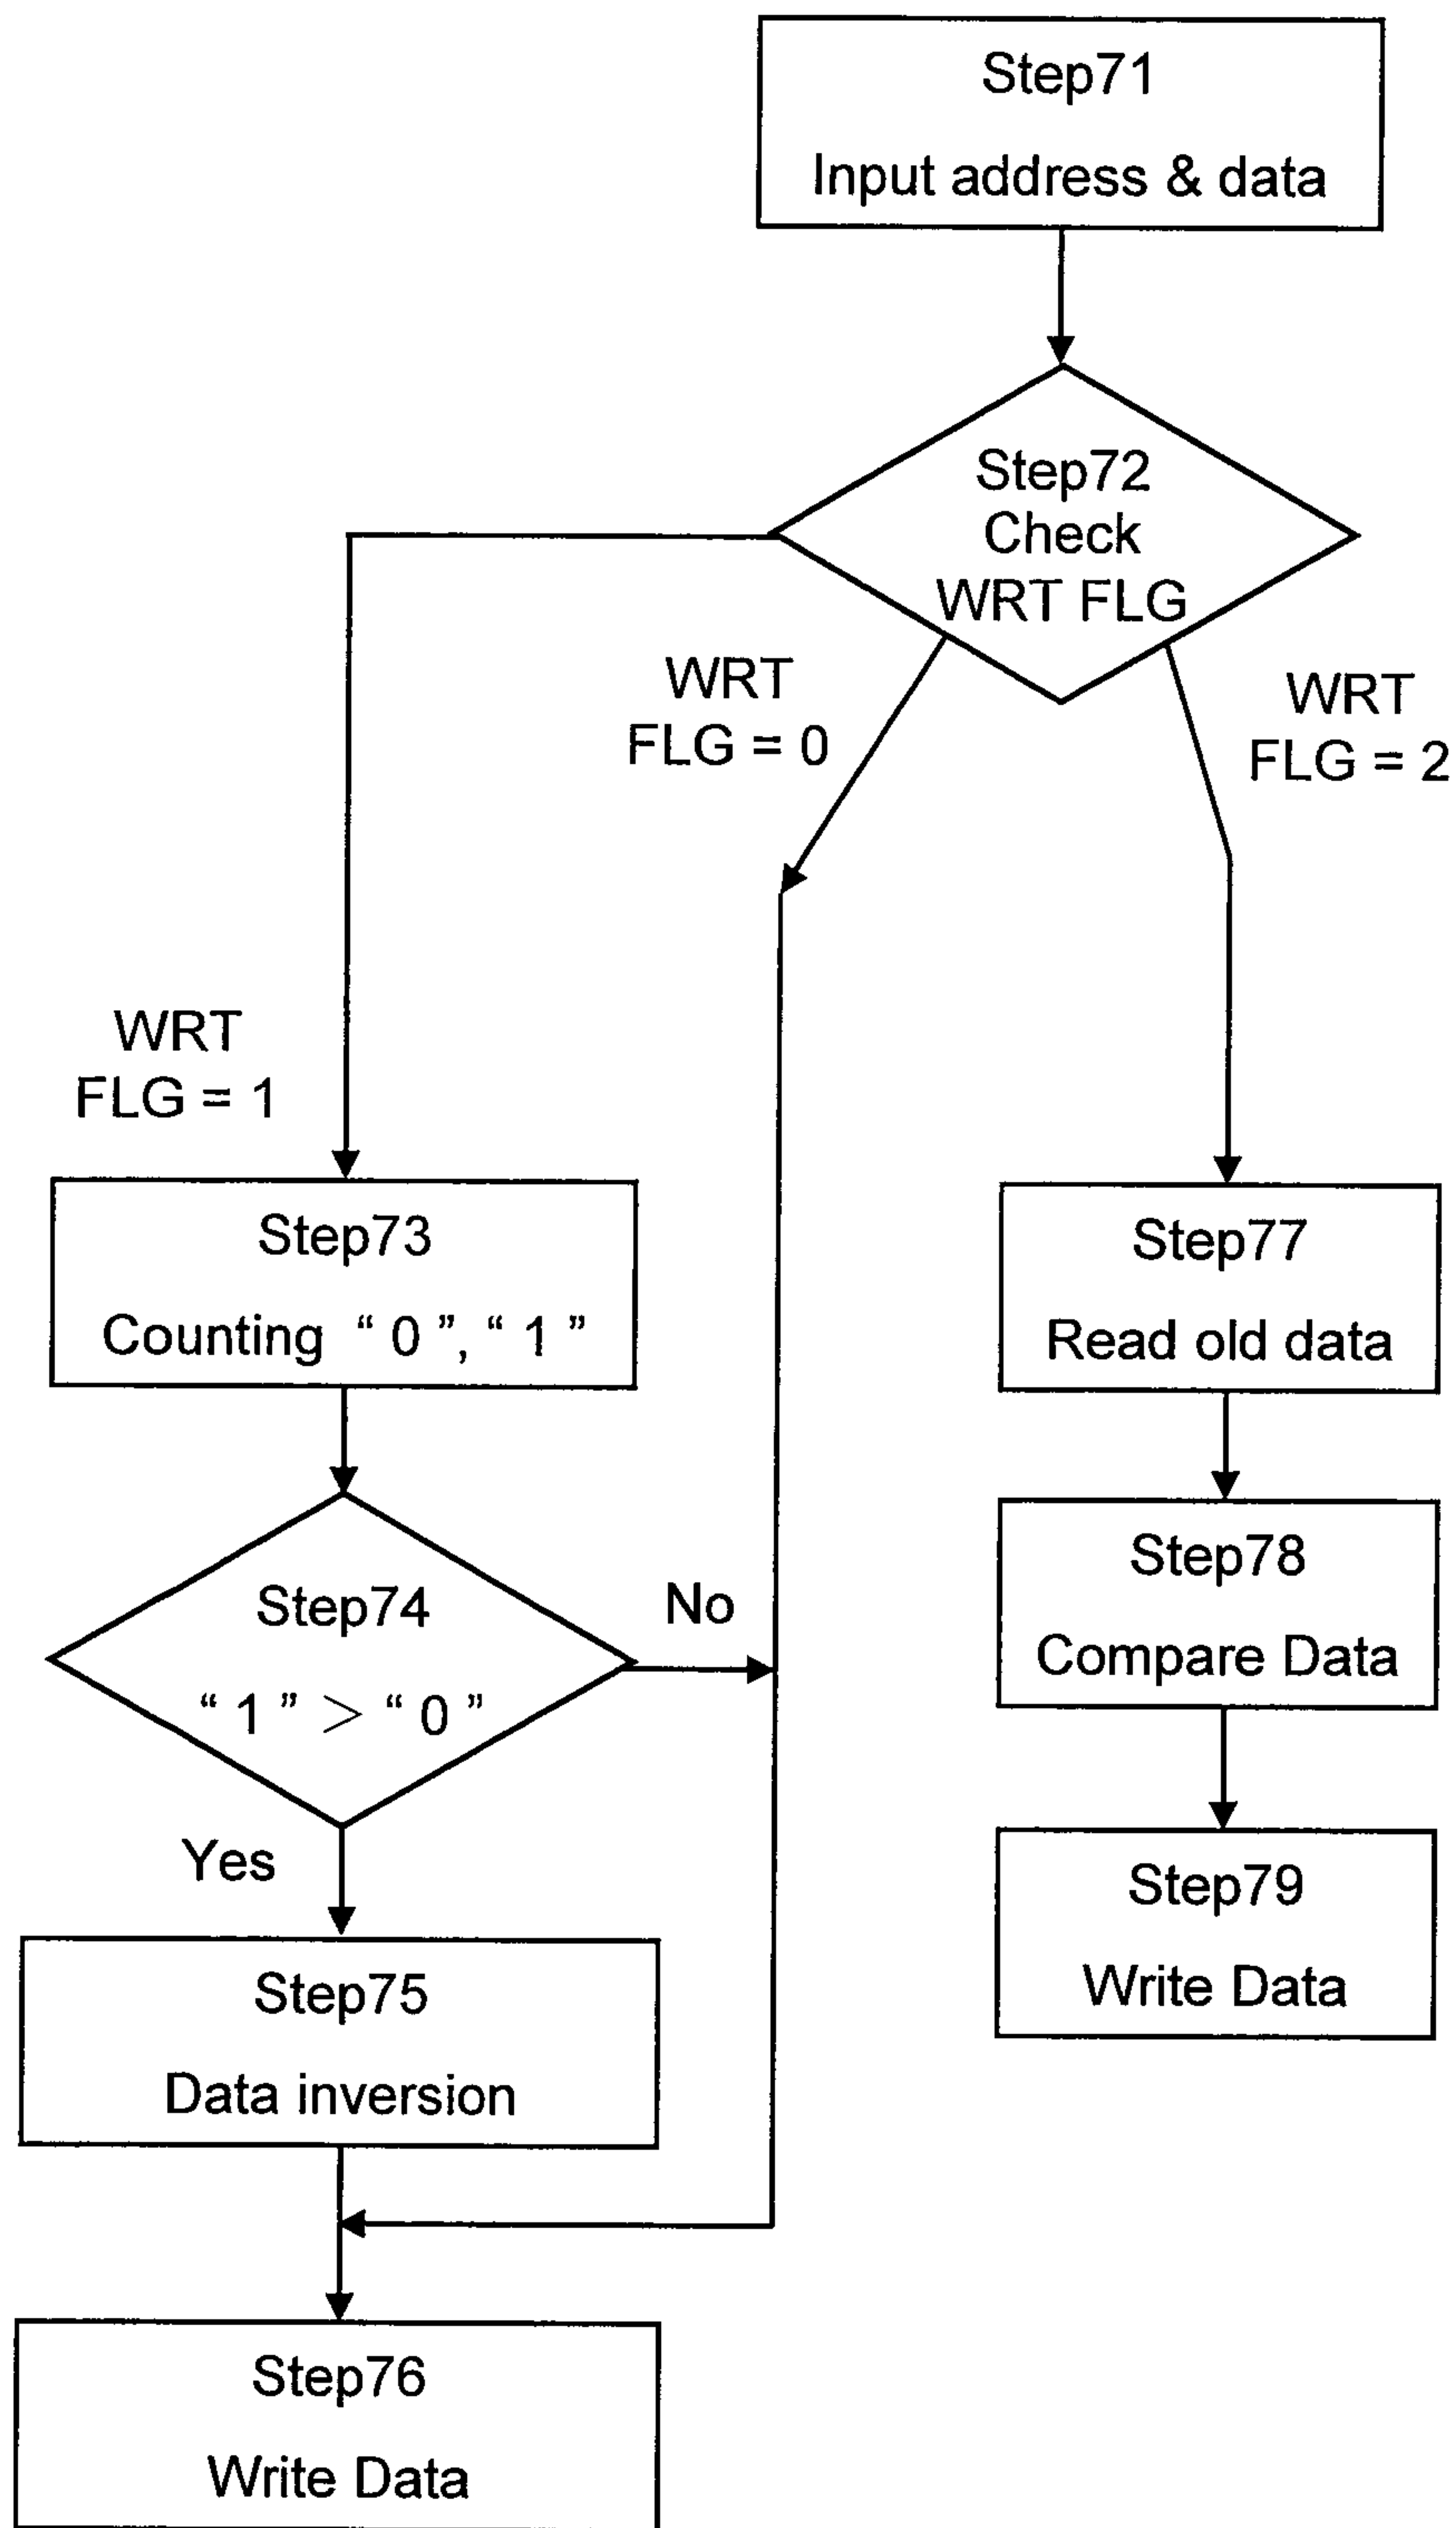 Step71
Input address & data
Step72
Check
WRT FLG
WRT
FLG = 0
WRT
FLG = 2
WRT
FLG = 1
Step73
Counting “ 0 ”, “ 1 ”
Step77
Read old data
Step74
“ 1 ” > “ 0 ”
No
Step78
Compare Data
Yes
Step79
Write Data
Step75
Data inversion
Step76
Write Data